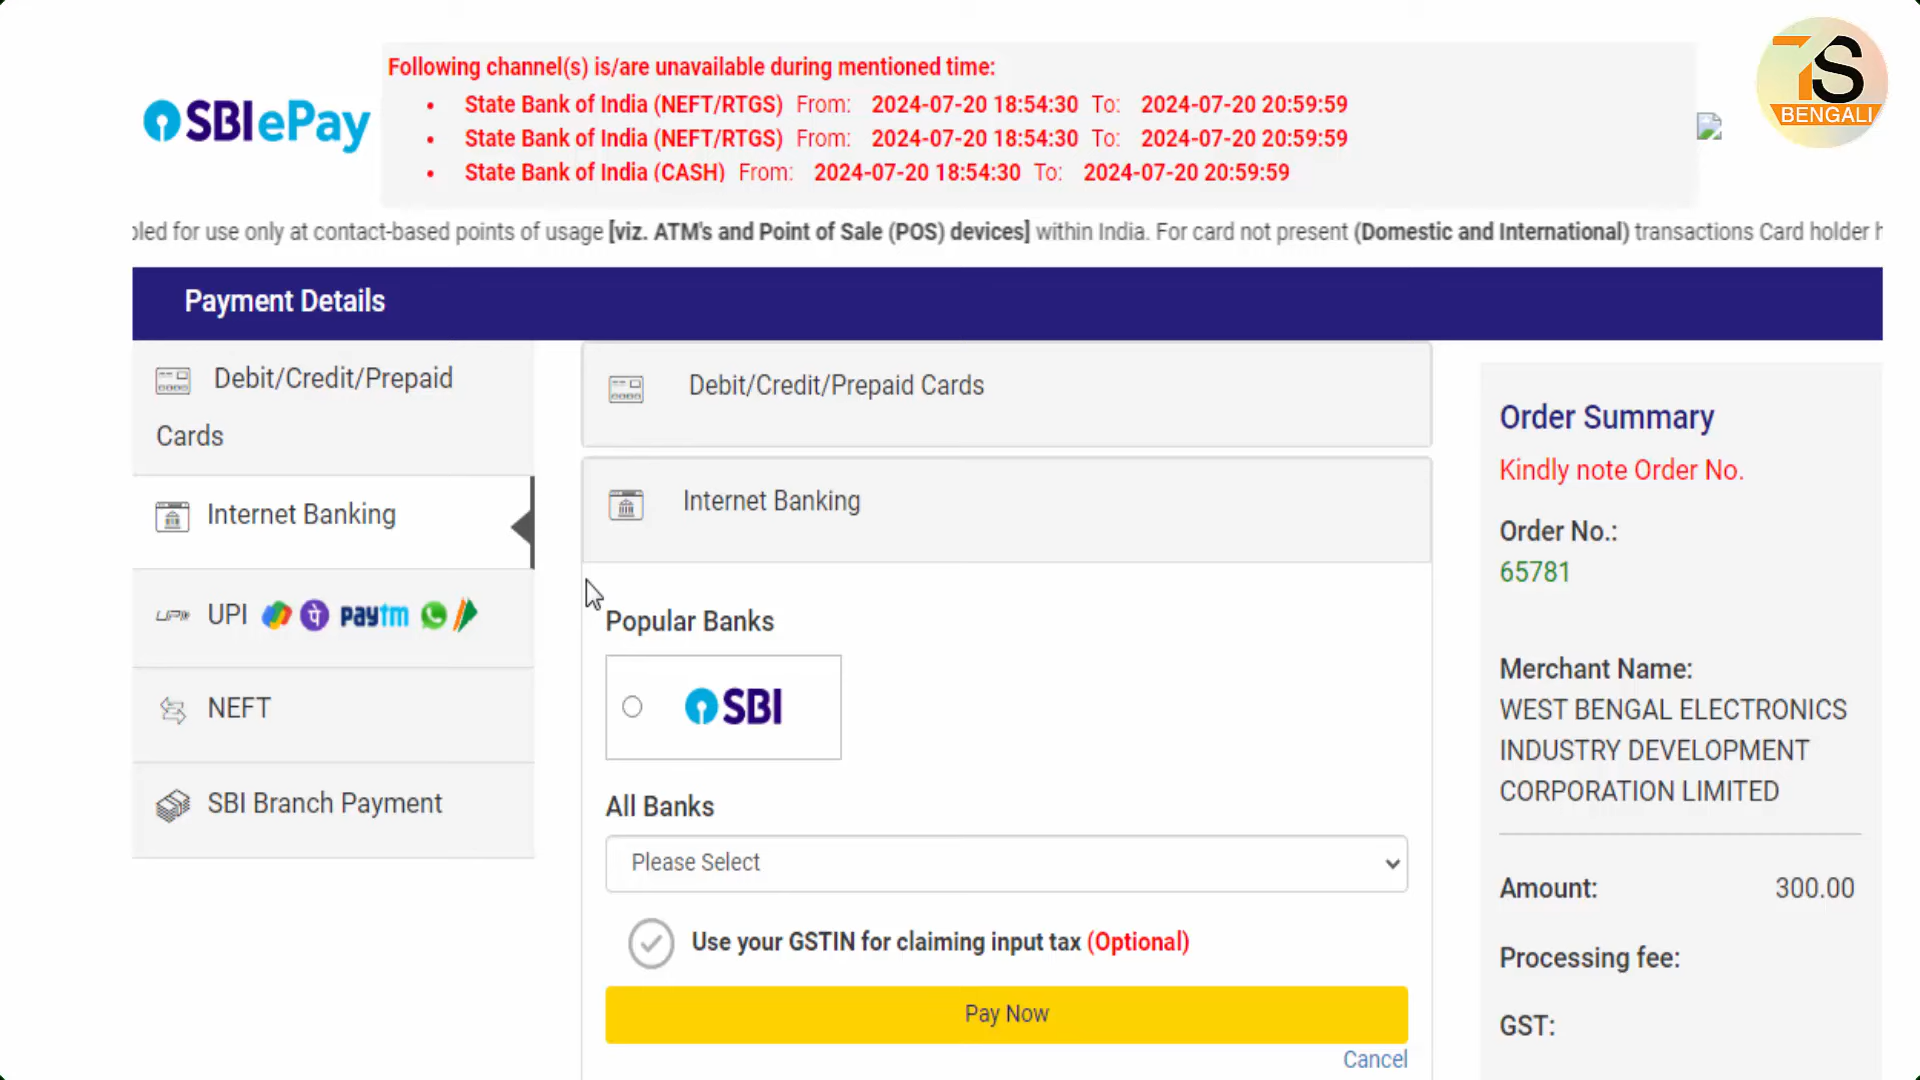 Following channel(s) is/are unavailable during mentioned time:
• State Bank of India (NEFT/RTGS) From: 2024-07-20 18:54:30 To: 2024-07-20 20:59:59
• State Bank of India (NEFT/RTGS) From: 2024-07-20 18:54:30 To: 2024-07-20 20:59:59
• State Bank of India (CASH) From: 2024-07-20 18:54:30 To: 2024-07-20 20:59:59
SBI ePay
TS
BENGALI
for use only at contact-based points of usage [viz. ATM's and Point of Sale (POS) devices] within India. For card not present (Domestic and International) transactions Card holder
Payment Details
Debit/Credit/Prepaid
Cards
Internet Banking
UPI paytm
NEFT
SBI Branch Payment
Debit/Credit/Prepaid Cards
Internet Banking
Popular Banks
SBI
All Banks
Please Select
Use your GSTIN for claiming input tax (Optional)
Pay Now
Cancel
Order Summary
Kindly note Order No.
Order No.:
65781
Merchant Name:
WEST BENGAL ELECTRONICS
INDUSTRY DEVELOPMENT
CORPORATION LIMITED
Amount: 300.00
Processing fee:
GST: